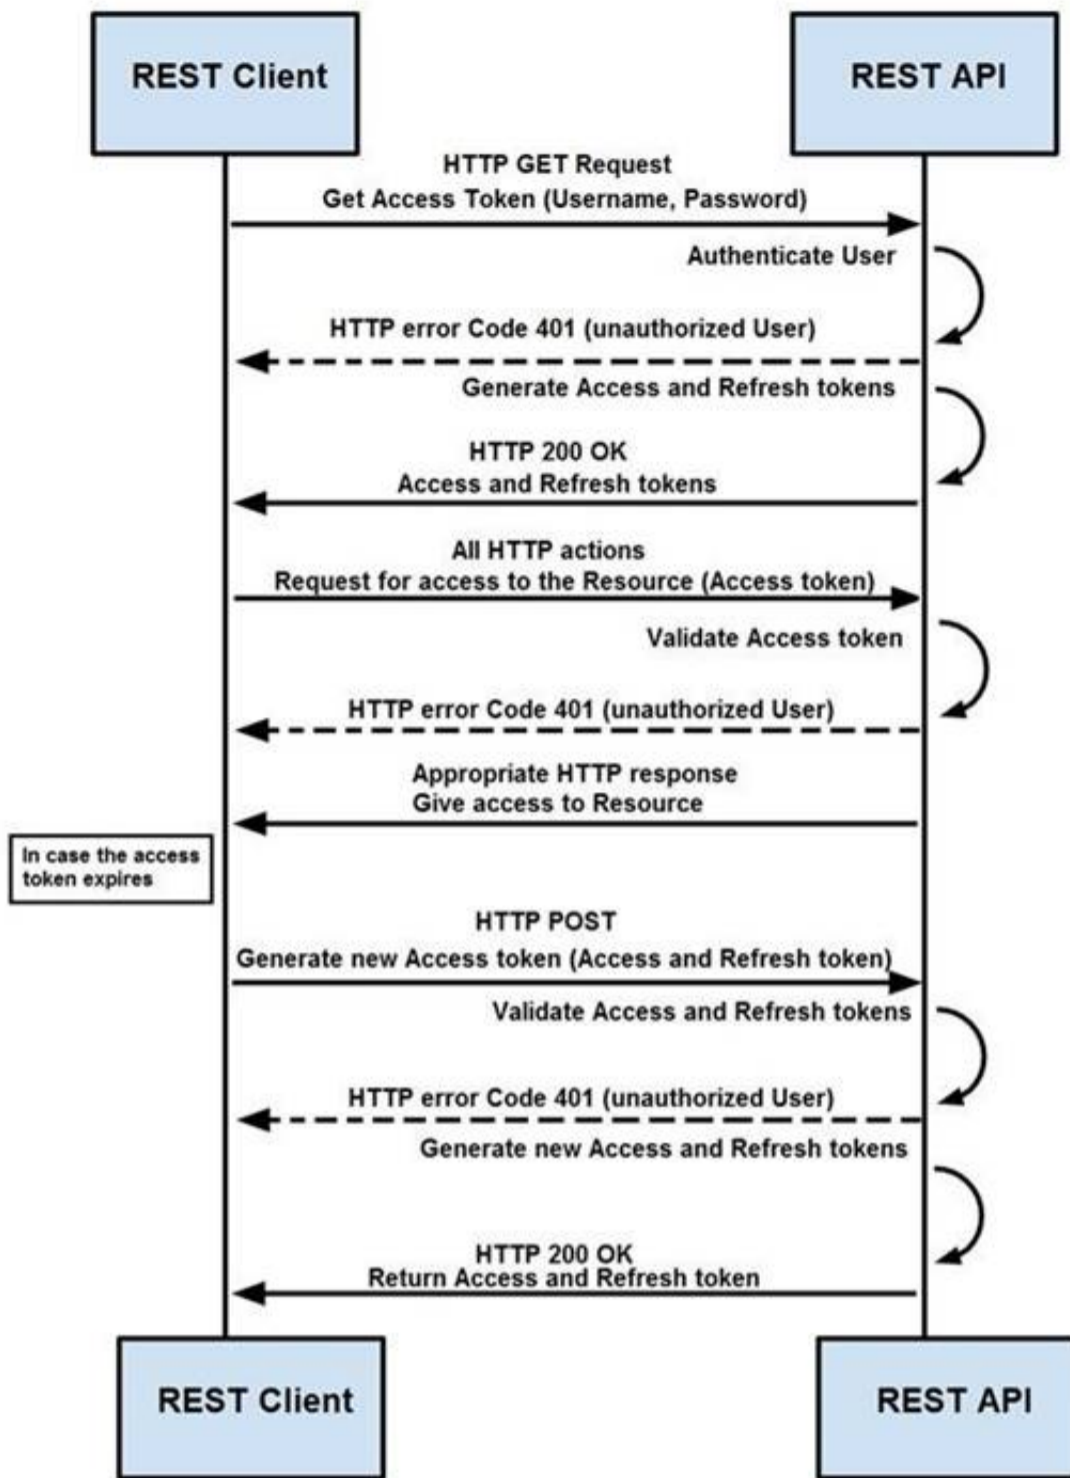 REST Client
REST API
HTTP GET Request
Get Access Token (Username, Password)
Authenticate User
HTTP error Code 401 (unauthorized User)
Generate Access and Refresh tokens
HTTP 200 OK
Access and Refresh tokens
All HTTP actions
Request for access to the Resource (Access token)
Validate Access token
HTTP error Code 401 (unauthorized User)
Appropriate HTTP response
Give access to Resource
In case the access
token expires
HTTP POST
Generate new Access token (Access and Refresh token)
Validate Access and Refresh tokens
HTTP error Code 401 (unauthorized User)
Generate new Access and Refresh tokens
HTTP 200 OK
Return Access and Refresh token
REST Client
REST API